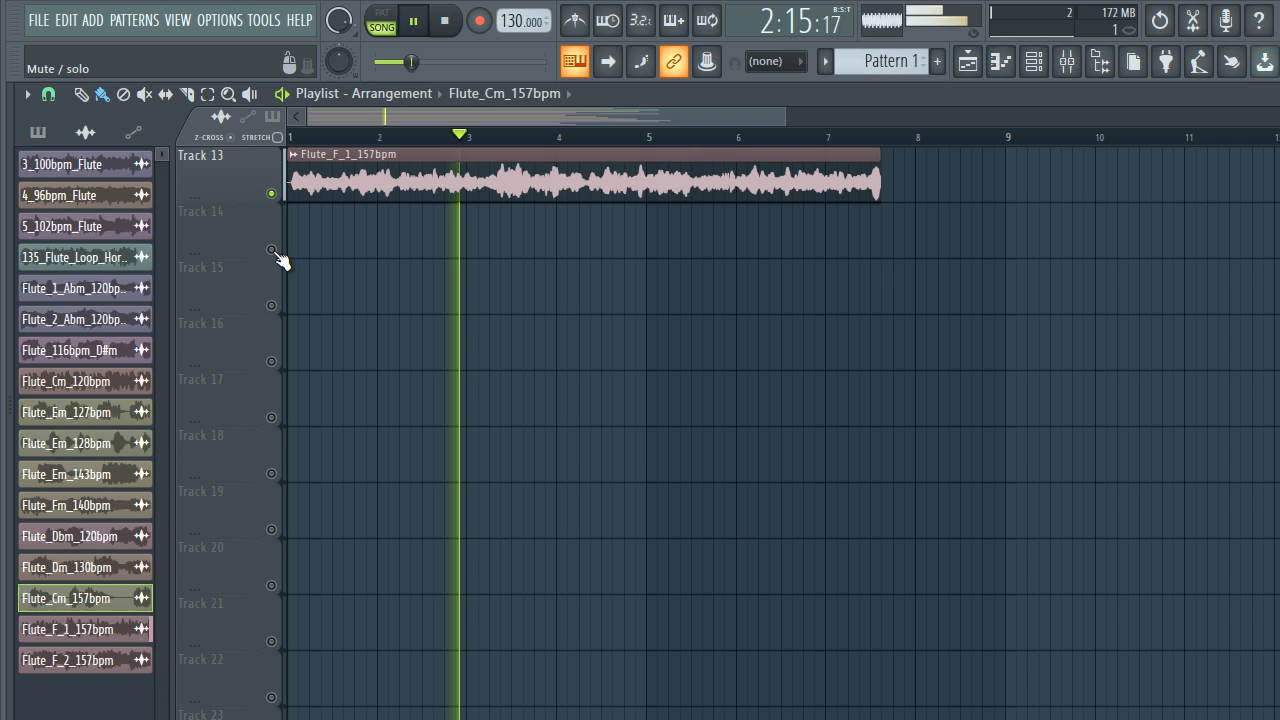 FILE EDIT ADD PATTERNS VIEW OPTIONS TOOLS HELP
PAT
SONG
130.000
3.2.
2:15:17
B:S:T
2
172 MB
1
Mute / solo
(none)
Pattern 1
Playlist - Arrangement › Flute_Cm_157bpm ›
Z-CROSS STRETCH
1 2 3 4 5 6 7 8 9 10 11
3_100bpm_Flute
4_96bpm_Flute
5_102bpm_Flute
135_Flute_Loop_Hor..
Flute_1_Abm_120bp..
Flute_2_Abm_120bp..
Flute_116bpm_D#m
Flute_Cm_120bpm
Flute_Em_127bpm
Flute_Em_128bpm
Flute_Em_143bpm
Flute_Fm_140bpm
Flute_Dbm_120bpm
Flute_Dm_130bpm
Flute_Cm_157bpm
Flute_F_1_157bpm
Flute_F_2_157bpm
Track 13
Flute_F_1_157bpm
...
Track 14
...
Track 15
...
Track 16
...
Track 17
...
Track 18
...
Track 19
...
Track 20
...
Track 21
...
Track 22
...
Track 23